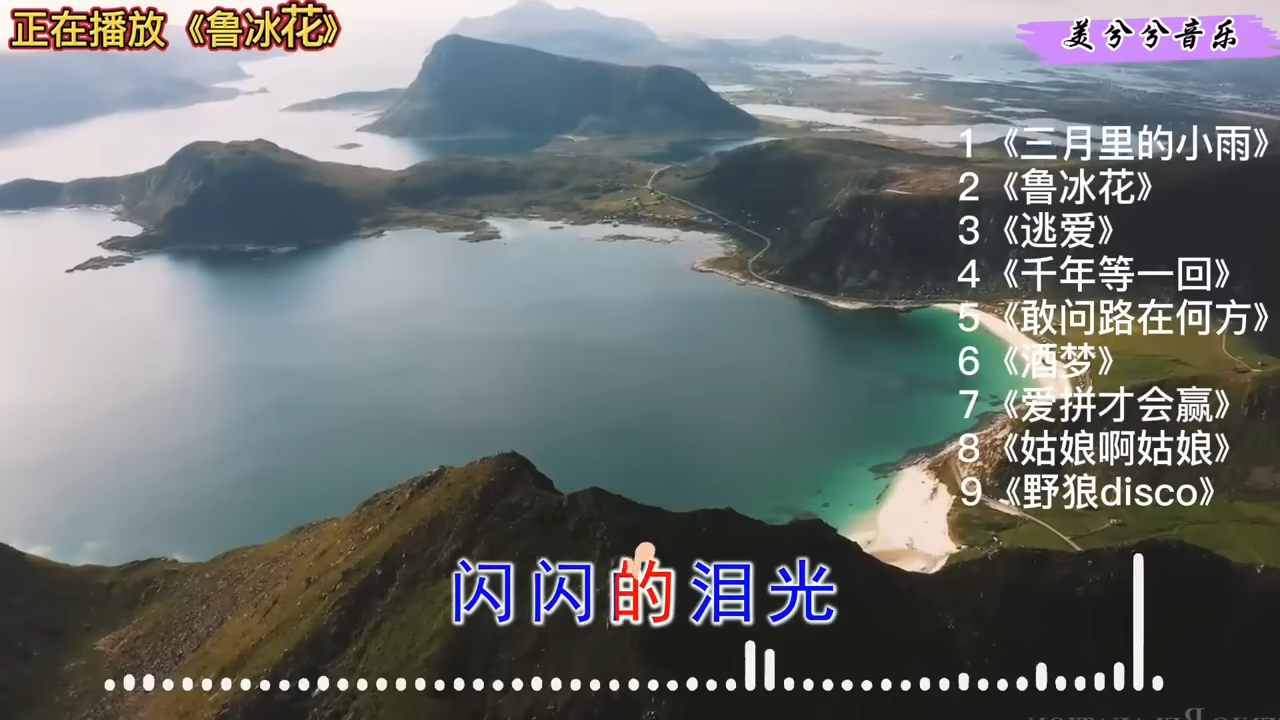 正在播放《鲁冰花》
美兮兮音乐
1《三月里的小雨》
2《鲁冰花》
3《逃爱》
4《千年等一回》
5《敢问路在何方》
6《酒梦》
7《爱拼才会赢》
8《姑娘啊姑娘》
9《野狼disco》
闪闪的泪光